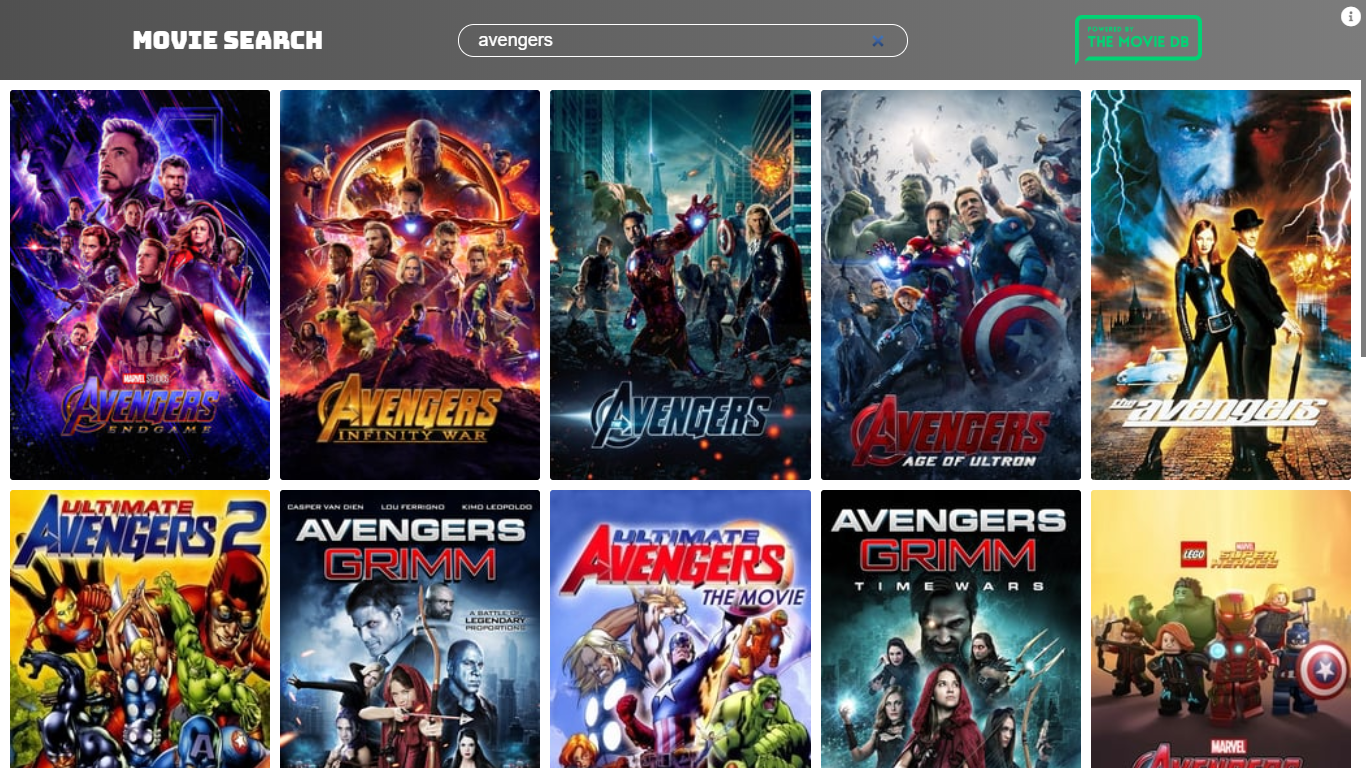 MOVIE SEARCH
avengers
x
POWERED BY
THE MOVIE DB
i
MARVEL STUDIOS
AVENGERS
ENDGAME
AVENGERS
INFINITY WAR
AVENGERS
AVENGERS
AGE OF ULTRON
the avengers
ULTIMATE
AVENGERS 2
CASPER VAN DIEN LOU FERRIGNO KIMO LEOPOLDO
AVENGERS
GRIMM
A BATTLE OF
LEGENDARY
PROPORTIONS
ULTIMATE
AVENGERS
THE MOVIE
AVENGERS
GRIMM
TIME WARS
LEGO MARVEL
SUPER
HEROES
MARVEL
AVENGERS